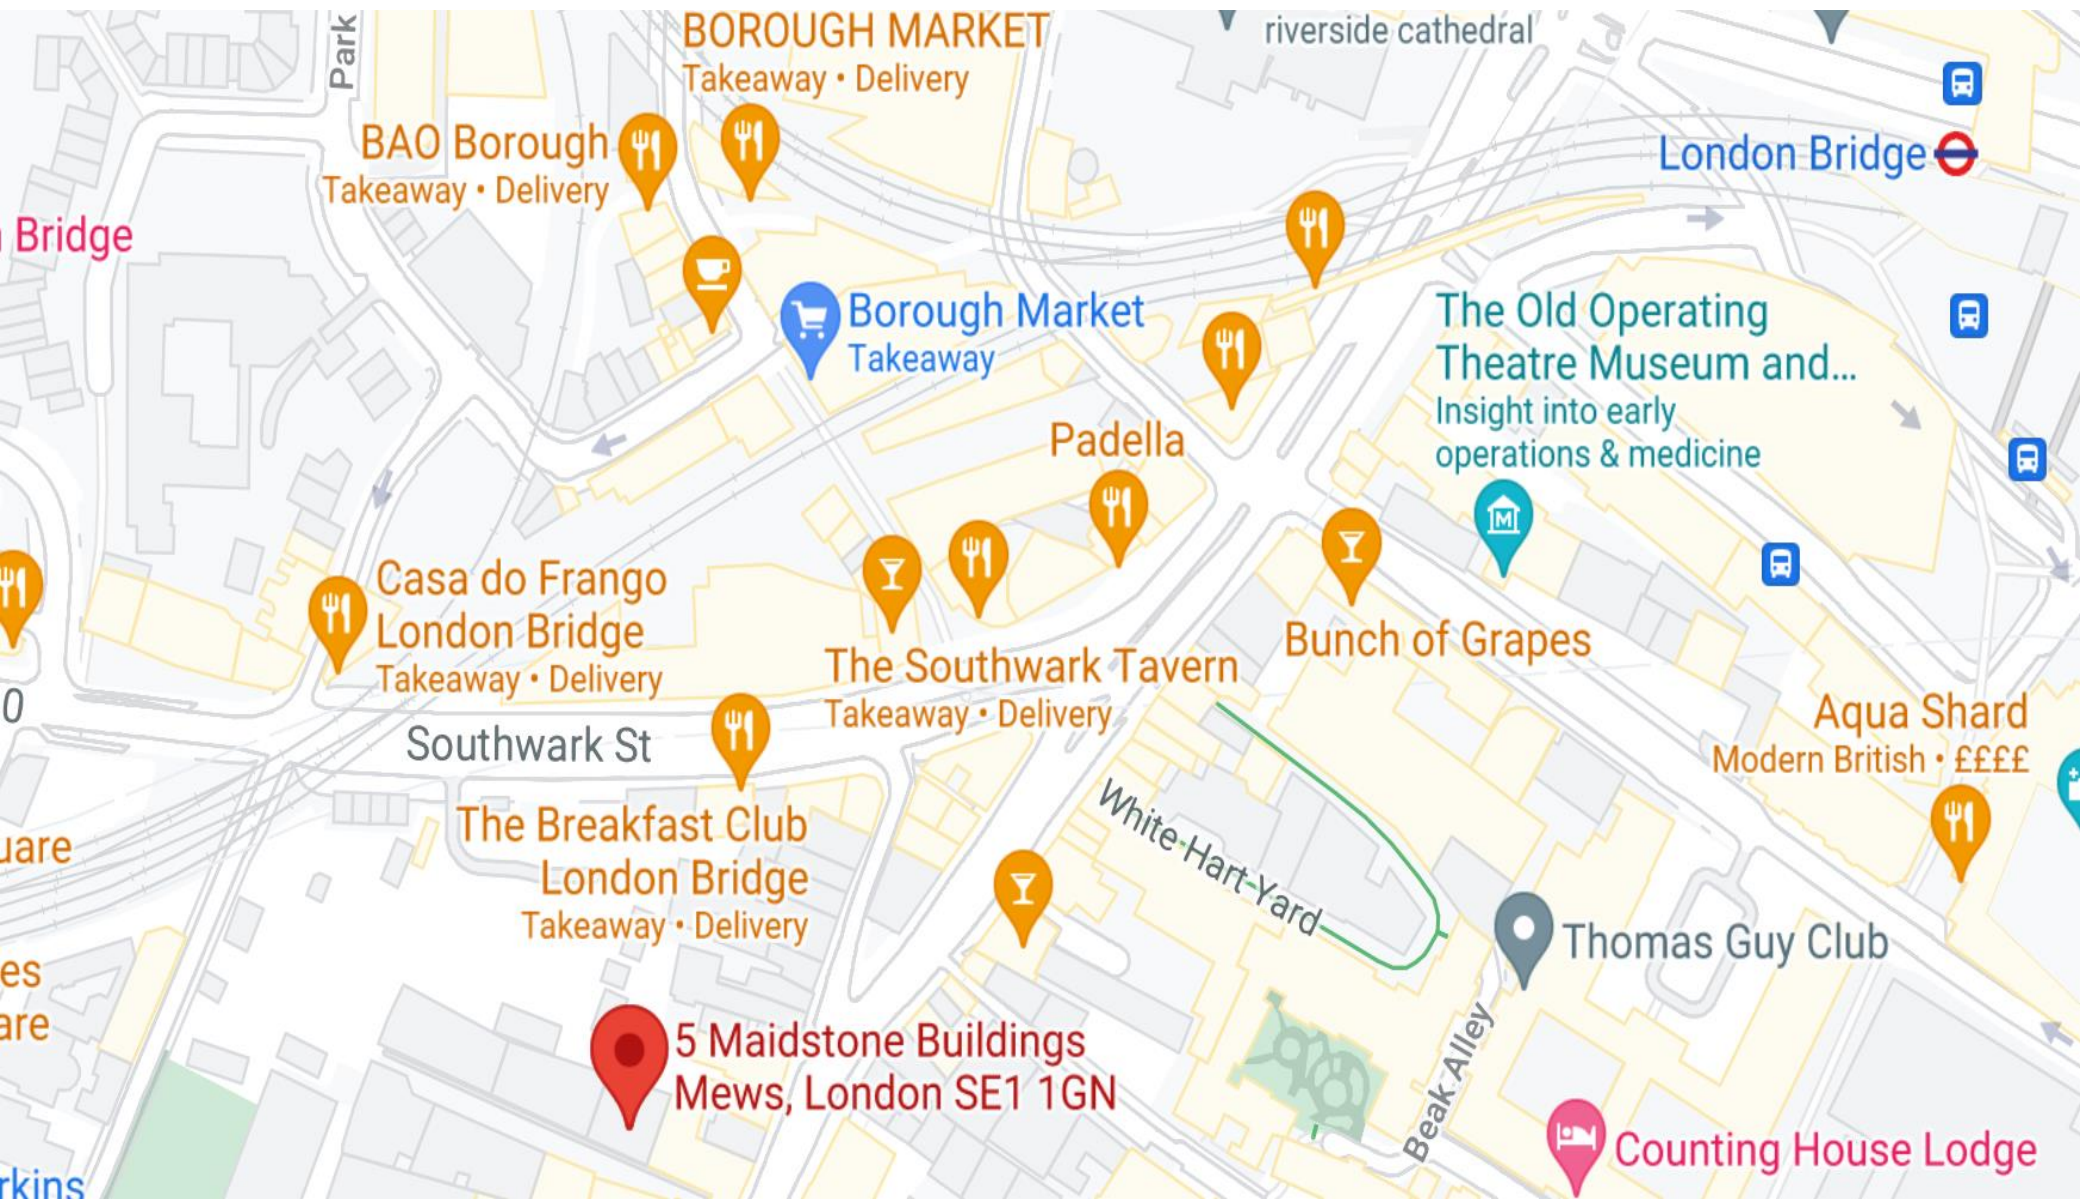 Park
BOROUGH MARKET
Takeaway • Delivery
riverside cathedral
BAO Borough
Takeaway • Delivery
London Bridge
Bridge
Borough Market
Takeaway
The Old Operating
Theatre Museum and...
Insight into early
operations & medicine
Padella
Casa do Frango
London Bridge
Takeaway • Delivery
The Southwark Tavern
Takeaway • Delivery
Bunch of Grapes
0
Southwark St
Aqua Shard
Modern British • ££££
The Breakfast Club
London Bridge
Takeaway • Delivery
White Hart Yard
uare
es
are
Thomas Guy Club
5 Maidstone Buildings
Mews, London SE1 1GN
Beak Alley
Counting House Lodge
rkins